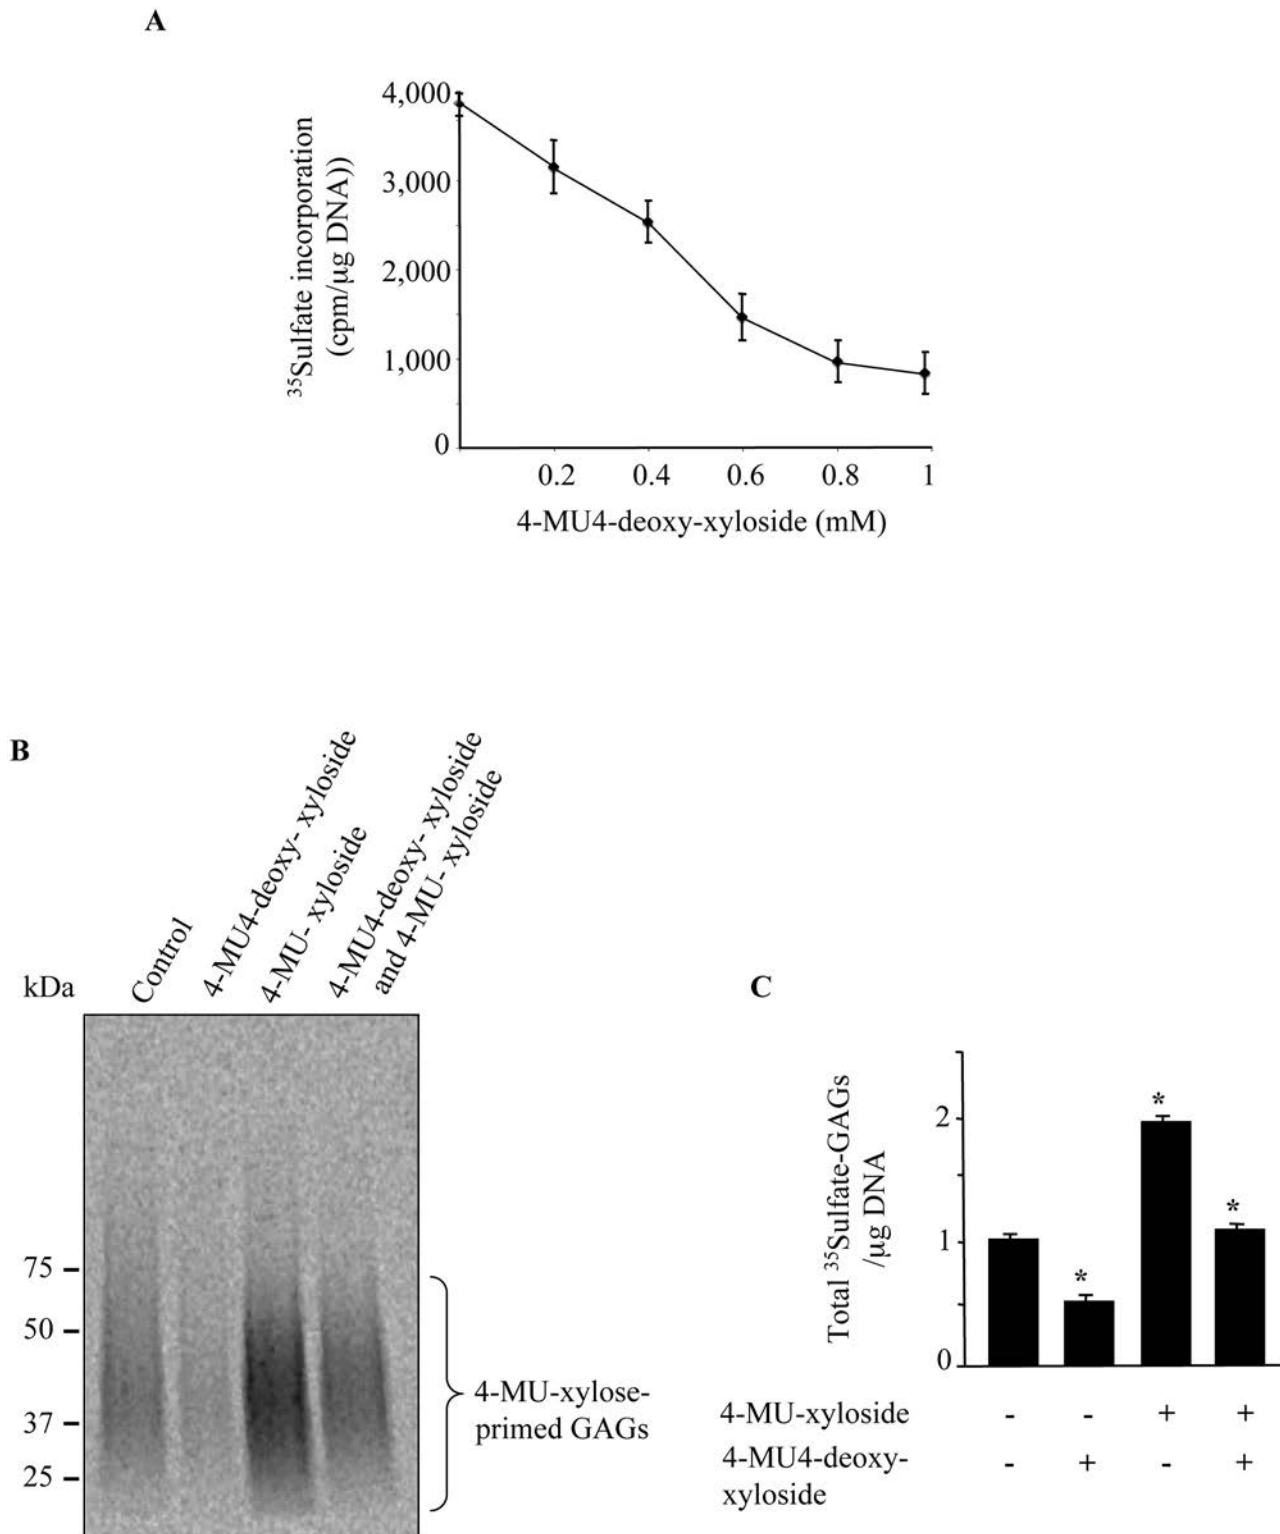 A
4,000
3,000
2,000
1,000
0
³⁵Sulfate incorporation
(cpm/μg DNA))
0.2 0.4 0.6 0.8 1
4-MU4-deoxy-xyloside (mM)
B
kDa
Control
4-MU4-deoxy- xyloside
4-MU- xyloside
4-MU4-deoxy- xyloside
and 4-MU- xyloside
75
50
37
25
4-MU-xylose-
primed GAGs
C
Total ³⁵Sulfate-GAGs
/μg DNA
2
1
0
* * *
4-MU-xyloside - - + +
4-MU4-deoxy- - + - +
xyloside